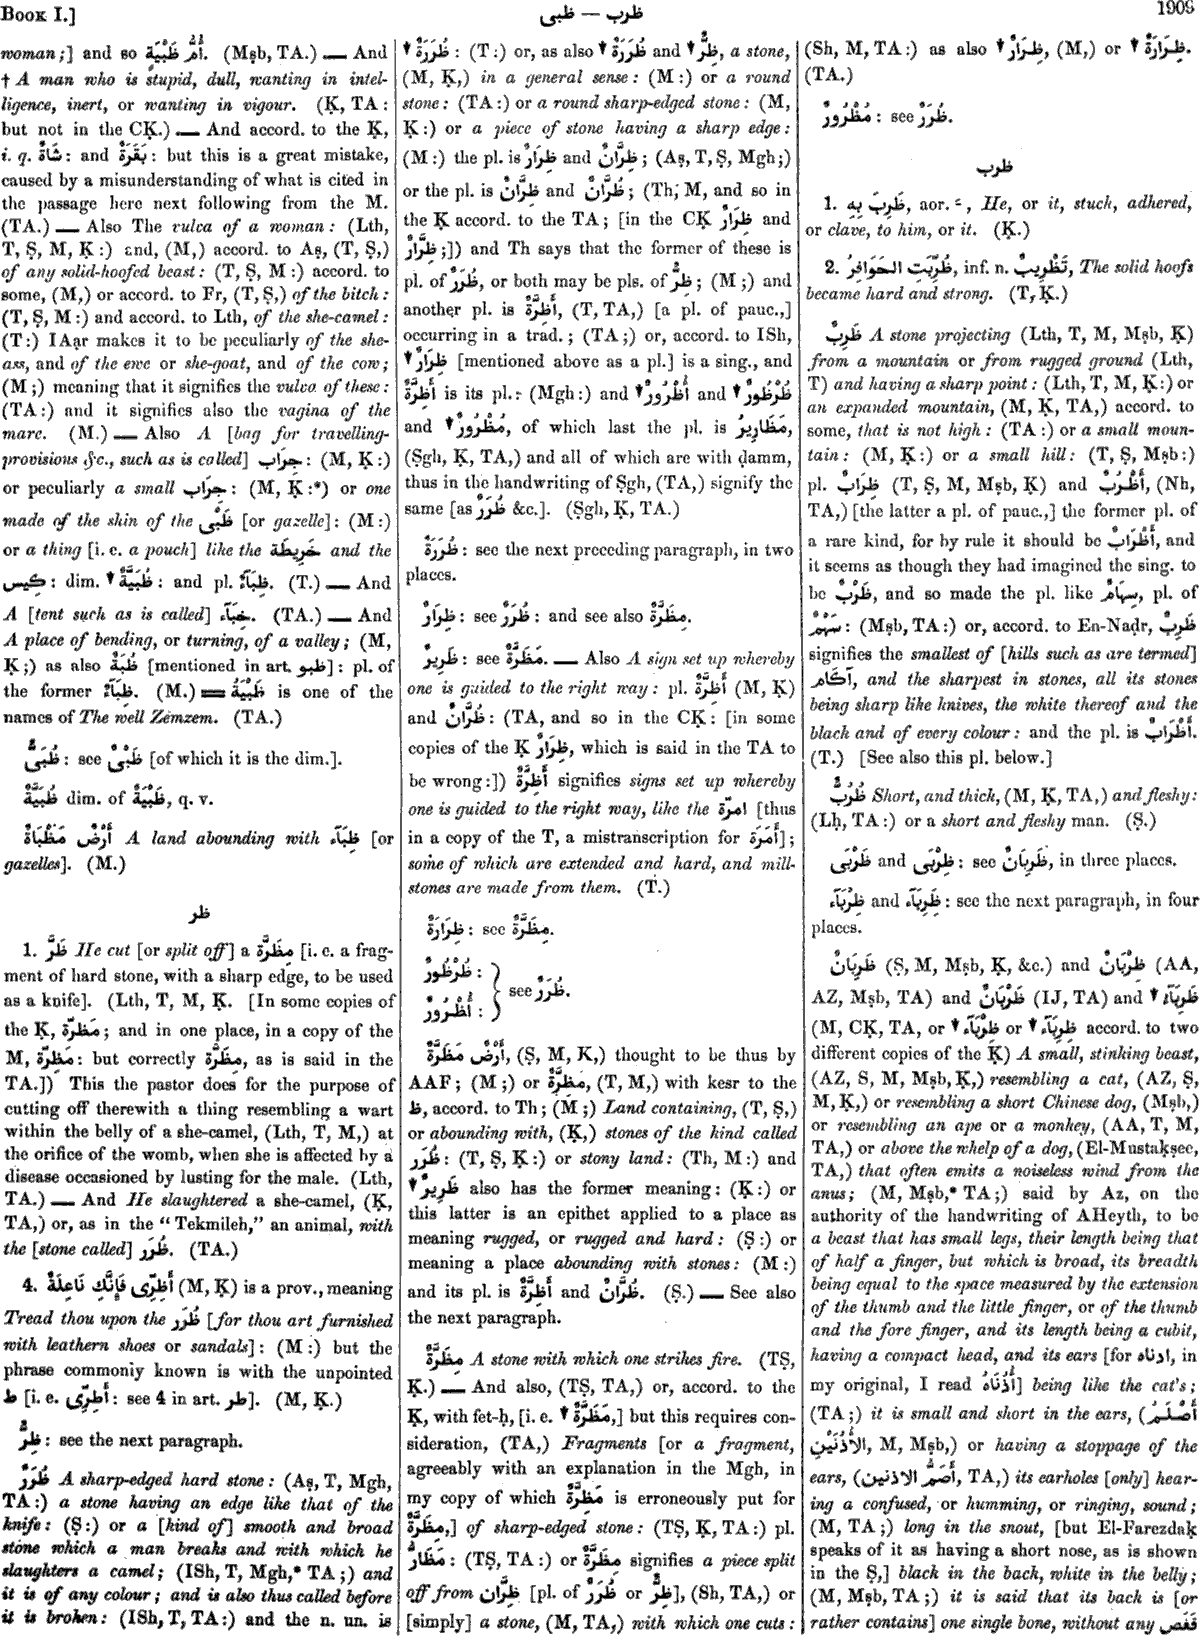 Book I.]
ظرب — ظبى
1908
woman;] and so أُمُّ ظَبْيَةٍ. (Mṣb, TA.) — And
† A man who is stupid, dull, wanting in intel-
ligence, inert, or wanting in vigour. (Ḳ, TA:
but not in the CḲ.) — And accord. to the Ḳ,
i. q. شَاةٌ: and بَقَرَةٌ: but this is a great mistake,
caused by a misunderstanding of what is cited in
the passage here next following from the M.
(TA.) — Also The vulva of a woman: (Lth,
T, Ṣ, M, Ḳ:) and, (M,) accord. to Aṣ, (T, Ṣ,)
of any solid-hoofed beast: (T, Ṣ, M:) accord. to
some, (M,) or accord. to Fr, (T, Ṣ,) of the bitch:
(T, Ṣ, M:) and accord. to Lth, of the she-camel:
(T:) IAạr makes it to be peculiarly of the she-
ass, and of the ewe or she-goat, and of the cow;
(M;) meaning that it signifies the vulva of these:
(TA:) and it signifies also the vagina of the
mare. (M.) — Also A [bag for travelling-
provisions &c., such as is called] جِرَاب: (M, Ḳ:)
or peculiarly a small جِرَاب: (M, Ḳ:*) or one
made of the skin of the ظَبْى [or gazelle]: (M:)
or a thing [i. e. a pouch] like the خَرِيطَة and the
كِيس: dim. ↓ ظُبَيَّةٌ: and pl. ظِبَآءٌ. (T.) — And
A [tent such as is called] خِبَآء. (TA.) — And
A place of bending, or turning, of a valley; (M,
Ḳ;) as also ظُبَةٌ [mentioned in art. ظبو]: pl. of
the former ظِبَآءٌ. (M.) = ظَبْيَةُ is one of the
names of The well Zemzem. (TA.)
ظُبَىٌّ: see ظَبْىٌ [of which it is the dim.].
ظُبَيَّةٌ dim. of ظَبْيَةٌ, q. v.
أَرْضٌ مَظْبَاةٌ A land abounding with ظِبَآء [or
gazelles]. (M.)
ظر
1. ظَرَّ He cut [or split off] a مِظَرَّة [i. e. a frag-
ment of hard stone, with a sharp edge, to be used
as a knife]. (Lth, T, M, Ḳ. [In some copies of
the Ḳ, مَظرّة; and in one place, in a copy of the
M, مَظِرّة: but correctly مِظَرَّة, as is said in the
TA.]) This the pastor does for the purpose of
cutting off therewith a thing resembling a wart
within the belly of a she-camel, (Lth, T, M,) at
the orifice of the womb, when she is affected by a
disease occasioned by lusting for the male. (Lth,
TA.) — And He slaughtered a she-camel, (Ḳ,
TA,) or, as in the "Tekmileh," an animal, with
the [stone called] ظُرَر. (TA.)
4. أَظِرِّى فَإِنَّكِ نَاعِلَةٌ (M, Ḳ) is a prov., meaning
Tread thou upon the ظُرَر [for thou art furnished
with leathern shoes or sandals]: (M:) but the
phrase commonly known is with the unpointed
ط [i. e. أَطِرِّى: see 4 in art. طر]. (M, Ḳ.)
ظِرٌّ: see the next paragraph.
ظُرَرٌ A sharp-edged hard stone: (Aṣ, T, Mgh,
TA:) a stone having an edge like that of the
knife: (Ṣ:) or a [kind of] smooth and broad
stone which a man breaks and with which he
slaughters a camel; (ISh, T, Mgh,* TA;) and
it is of any colour; and is also thus called before
it is broken: (ISh, T, TA:) and the n. un. is
↓ ظُرَرَةٌ: (T:) or, as also ↓ ظُرَرَةٌ and ↓ ظِرٌّ, a stone,
(M, Ḳ,) in a general sense: (M:) or a round
stone: (TA:) or a round sharp-edged stone: (M,
Ḳ:) or a piece of stone having a sharp edge:
(M:) the pl. is ظِرَارٌ and ظِرَّانٌ; (Aṣ, T, Ṣ, Mgh;)
or the pl. is ظِرَّانٌ and ظُرَّانٌ; (Th, M, and so in
the Ḳ accord. to the TA; [in the CḲ ظِرَارٌ and
ظِرَّارٌ;]) and Th says that the former of these is
pl. of ظُرَرٌ, or both may be pls. of ظِرٌّ; (M;) and
another pl. is أَظِرَّةٌ, (T, TA,) [a pl. of pauc.,]
occurring in a trad.; (TA;) or, accord. to ISh,
↓ ظِرَارٌ [mentioned above as a pl.] is a sing., and
أَظِرَّةٌ is its pl.: (Mgh:) and ↓ أُظْرُورٌ and ↓ ظُرْظُورٌ
and ↓ مُظْرُورٌ, of which last the pl. is مَظَارِيرُ,
(Ṣgh, Ḳ, TA,) and all of which are with ḍamm,
thus in the handwriting of Ṣgh, (TA,) signify the
same [as ظُرَرٌ &c.]. (Ṣgh, Ḳ, TA.)
ظُرَرَةٌ: see the next preceding paragraph, in two
places.
ظِرَارٌ: see ظُرَرٌ: and see also مِظَرَّةٌ.
ظَرِيرٌ: see مَظَرَّةٌ. — Also A sign set up whereby
one is guided to the right way: pl. أَظِرَّةٌ (M, Ḳ)
and ظُرَّانٌ: (TA, and so in the CḲ: [in some
copies of the Ḳ ظِرَارٌ, which is said in the TA to
be wrong:]) أَظِرَّةٌ signifies signs set up whereby
one is guided to the right way, like the امرّة [thus
in a copy of the T, a mistranscription for أَمَرَة];
some of which are extended and hard, and mill-
stones are made from them. (T.)
ظِرَارَةٌ: see مِظَرَّةٌ.
ظُرْظُورٌ:
أُظْرُورٌ:
see ظُرَرٌ.
أَرْضٌ مَظَرَّةٌ, (Ṣ, M, K,) thought to be thus by
AAF; (M;) or مَظِرَّةٌ, (T, M,) with kesr to the
ظ, accord. to Th; (M;) Land containing, (T, Ṣ,)
or abounding with, (Ḳ,) stones of the kind called
ظُرَر: (T, Ṣ, Ḳ:) or stony land: (Th, M:) and
↓ ظَرِيرٌ also has the former meaning: (Ḳ:) or
this latter is an epithet applied to a place as
meaning rugged, or rugged and hard: (Ṣ:) or
meaning a place abounding with stones: (M:)
and its pl. is أَظِرَّةٌ and ظُرَّانٌ. (Ṣ.) — See also
the next paragraph.
مِظَرَّةٌ A stone with which one strikes fire. (TṢ,
Ḳ.) — And also, (TṢ, TA,) or, accord. to the
Ḳ, with fet-ḥ, [i. e. ↓ مَظَرَّةٌ,] but this requires con-
sideration, (TA,) Fragments [or a fragment,
agreeably with an explanation in the Mgh, in
my copy of which مَظَرَّةٌ is erroneously put for
مِظَرَّةٌ,] of sharp-edged stone: (TṢ, Ḳ, TA:) pl.
مَظَارُّ: (TṢ, TA:) or مِظَرَّةٌ signifies a piece split
off from ظِرَّان [pl. of ظُرَرٌ or ظِرٌّ], (Sh, TA,) or
[simply] a stone, (M, TA,) with which one cuts:
(Sh, M, TA:) as also ↓ ظِرَارٌ, (M,) or ↓ ظِرَارَةٌ.
(TA.)
مُظْرُورٌ: see ظُرَرٌ.
ظرب
1. ظَرِبَ بِهِ, aor. ـَ, He, or it, stuck, adhered,
or clave, to him, or it. (Ḳ.)
2. ظُرِّبَتِ الحَوَافِرُ, inf. n. تَظْرِيبٌ, The solid hoofs
became hard and strong. (T, Ḳ.)
ظَرِبٌ A stone projecting (Lth, T, M, Mṣb, Ḳ)
from a mountain or from rugged ground (Lth,
T) and having a sharp point: (Lth, T, M, Ḳ:) or
an expanded mountain, (M, Ḳ, TA,) accord. to
some, that is not high: (TA:) or a small moun-
tain: (M, Ḳ:) or a small hill: (T, Ṣ, Mṣb:)
pl. ظِرَابٌ (T, Ṣ, M, Mṣb, Ḳ) and أَظْرُبٌ, (Nh,
TA,) [the latter a pl. of pauc.,] the former pl. of
a rare kind, for by rule it should be أَظْرَابٌ, and
it seems as though they had imagined the sing. to
be ظَرْبٌ, and so made the pl. like سِهَامٌ, pl. of
سَهْمٌ: (Mṣb, TA:) or, accord. to En-Naḍr, ظَرِبٌ
signifies the smallest of [hills such as are termed]
آكَام, and the sharpest in stones, all its stones
being sharp like knives, the white thereof and the
black and of every colour: and the pl. is أَظْرَابٌ.
(T.) [See also this pl. below.]
ظُرُبٌّ Short, and thick, (M, Ḳ, TA,) and fleshy:
(Lḥ, TA:) or a short and fleshy man. (Ṣ.)
ظَرْبَى and ظِرْبَى: see ظَرِبَانٌ, in three places.
ظِرْبَآء and ظَرِبَآء: see the next paragraph, in four
places.
ظَرِبَانٌ (Ṣ, M, Mṣb, Ḳ, &c.) and ظِرْبَانٌ (AA,
AZ, Mṣb, TA) and ظَرْبَانٌ (IJ, TA) and ↓ ظَرِبَآءُ
(M, CḲ, TA, or ↓ ظِرْبَآءُ or ↓ ظَرِبَآءُ accord. to two
different copies of the Ḳ) A small, stinking beast,
(AZ, S, M, Mṣb, Ḳ,) resembling a cat, (AZ, Ṣ,
M, Ḳ,) or resembling a short Chinese dog, (Mṣb,)
or resembling an ape or a monkey, (AA, T, M,
TA,) or above the whelp of a dog, (El-Mustaḳṣee,
TA,) that often emits a noiseless wind from the
anus; (M, Mṣb,* TA;) said by Az, on the
authority of the handwriting of AHeyth, to be
a beast that has small legs, their length being that
of half a finger, but which is broad, its breadth
being equal to the space measured by the extension
of the thumb and the little finger, or of the thumb
and the fore finger, and its length being a cubit,
having a compact head, and its ears [for ادناه, in
my original, I read أُذُنَاهُ] being like the cat's;
(TA;) it is small and short in the ears, (أَصْلَمُ
الأُذُنَيْنِ, M, Mṣb,) or having a stoppage of the
ears, (أَصَمُّ الاذنين, TA,) its earholes [only] hear-
ing a confused, or humming, or ringing, sound;
(M, TA;) long in the snout, [but El-Farezdaḳ
speaks of it as having a short nose, as is shown
in the Ṣ,] black in the back, white in the belly;
(M, Mṣb, TA;) it is said that its back is [or
rather contains] one single bone, without any قَفَص